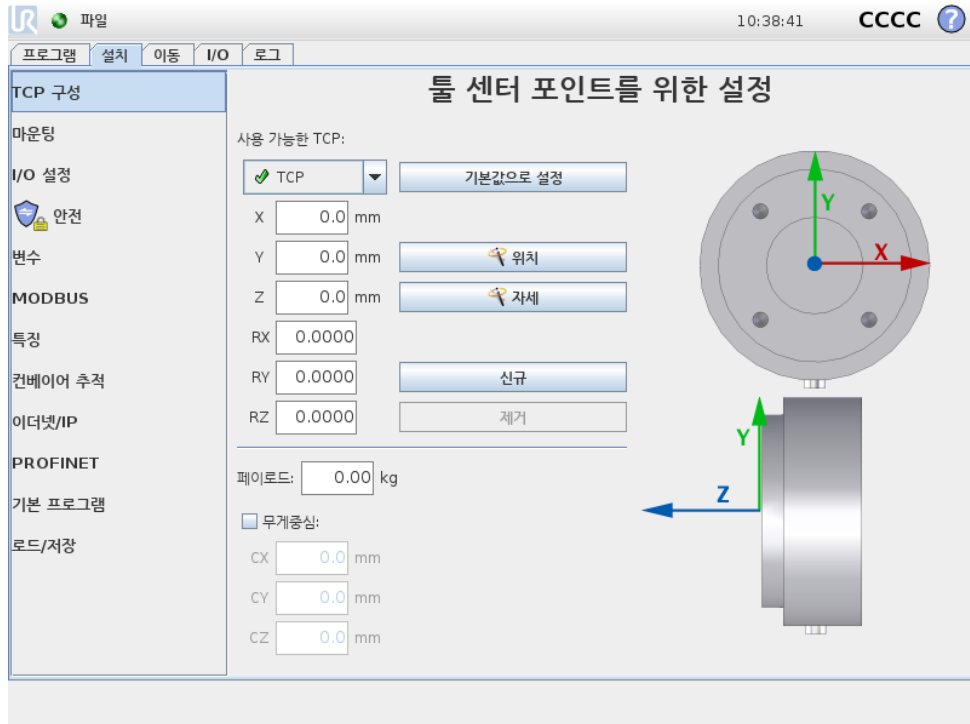 UR 파일 10:38:41 CCCC ?
프로그램 설치 이동 I/O 로그
TCP 구성
마운팅
I/O 설정
안전
변수
MODBUS
특징
컨베이어 추적
이더넷/IP
PROFINET
기본 프로그램
로드/저장
툴 센터 포인트를 위한 설정
사용 가능한 TCP:
TCP 기본값으로 설정
X 0.0 mm
Y 0.0 mm 위치
Z 0.0 mm 자세
RX 0.0000
RY 0.0000 신규
RZ 0.0000 제거
페이로드: 0.00 kg
무게중심:
CX 0.0 mm
CY 0.0 mm
CZ 0.0 mm
Y
X
Y
Z